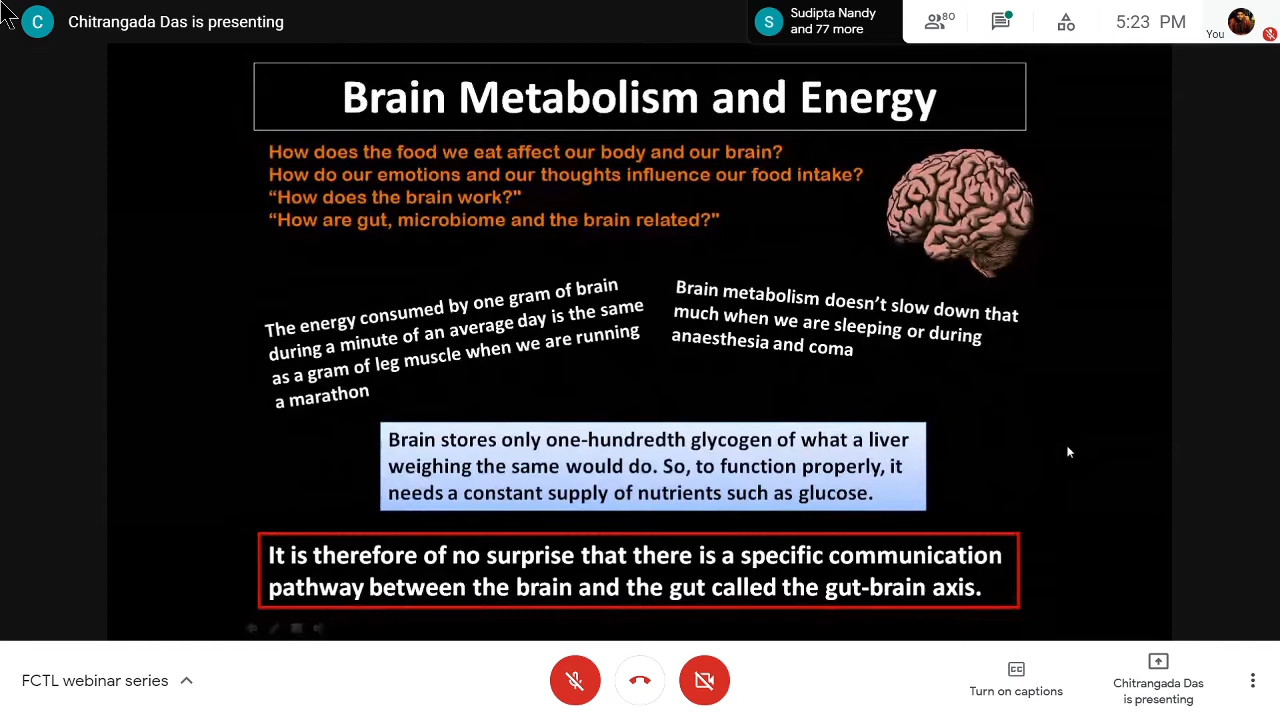 C
Chitrangada Das is presenting
S
Sudipta Nandy
and 77 more
80
5:23 PM
You
Brain Metabolism and Energy
How does the food we eat affect our body and our brain?
How do our emotions and our thoughts influence our food intake?
“How does the brain work?"
“How are gut, microbiome and the brain related?"
The energy consumed by one gram of brain
during a minute of an average day is the same
as a gram of leg muscle when we are running
a marathon
Brain metabolism doesn’t slow down that
much when we are sleeping or during
anaesthesia and coma
Brain stores only one-hundredth glycogen of what a liver
weighing the same would do. So, to function properly, it
needs a constant supply of nutrients such as glucose.
It is therefore of no surprise that there is a specific communication
pathway between the brain and the gut called the gut-brain axis.
FCTL webinar series
CC
Turn on captions
Chitrangada Das
is presenting